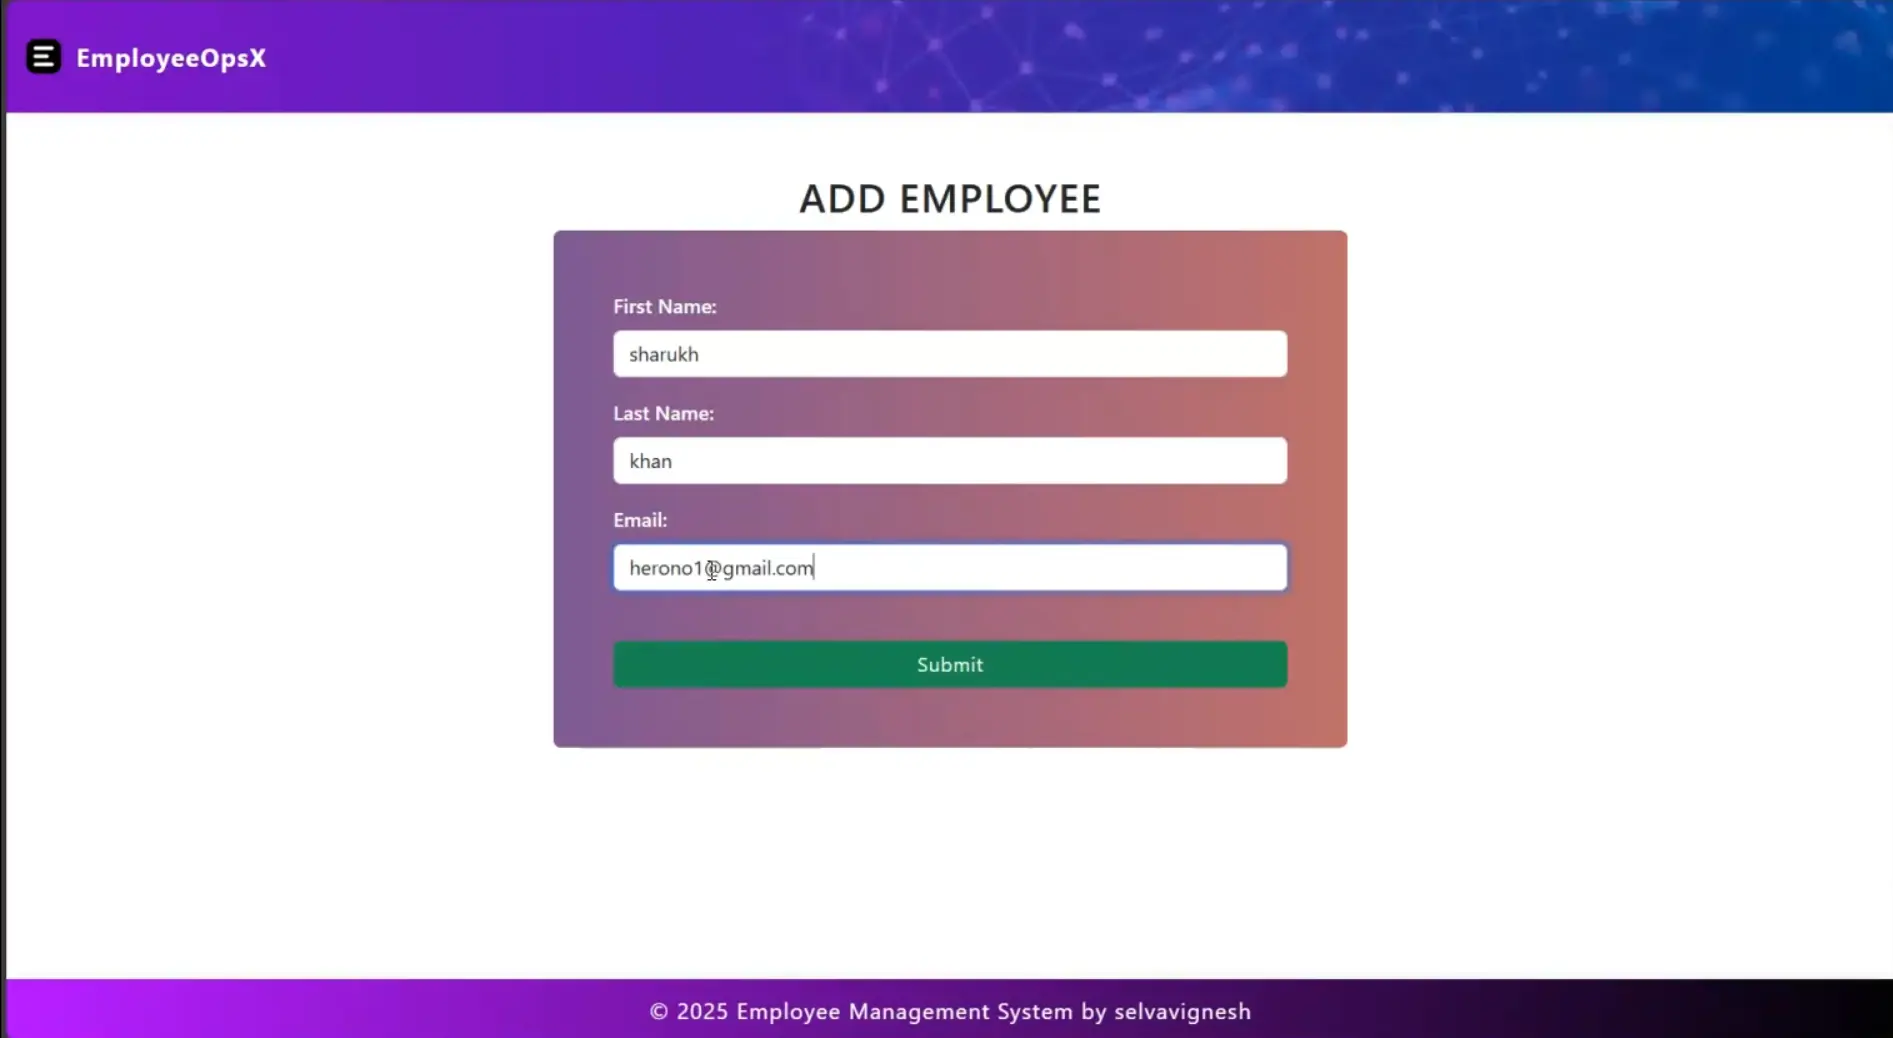 EmployeeOpsX
ADD EMPLOYEE
First Name:
sharukh
Last Name:
khan
Email:
herono1@gmail.com
Submit
© 2025 Employee Management System by selvavignesh